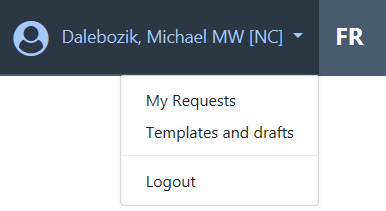 Dalebozik, Michael MW [NC] FR
My Requests
Templates and drafts
Logout